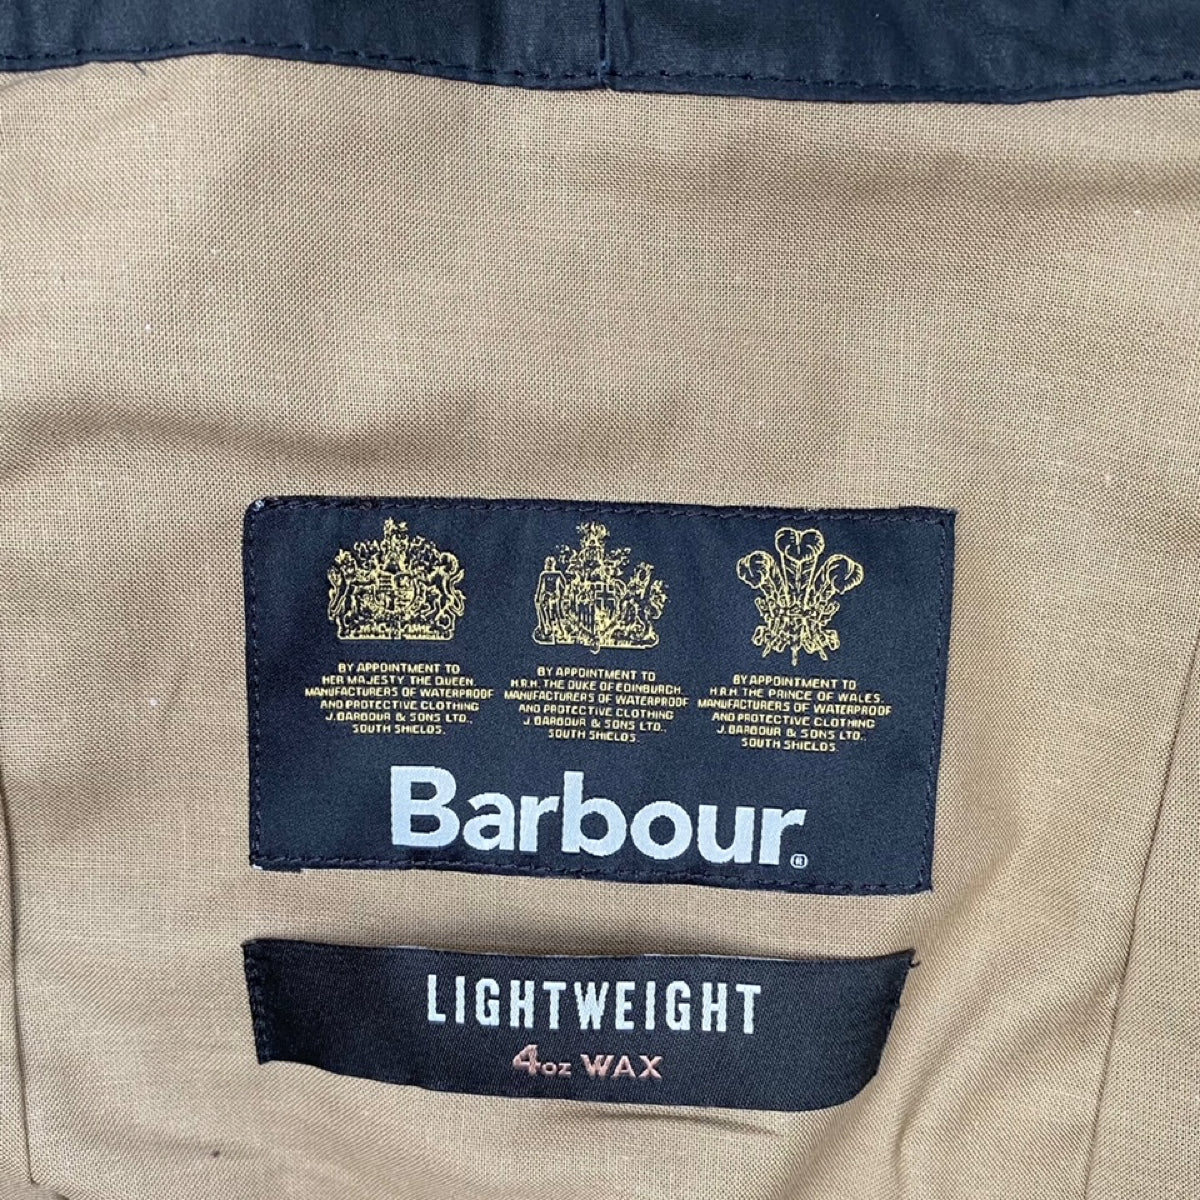 BY APPOINTMENT TO
HER MAJESTY THE QUEEN.
MANUFACTURERS OF WATERPROOF
AND PROTECTIVE CLOTHING
J. BARBOUR & SONS LTD.,
SOUTH SHIELDS.
BY APPOINTMENT TO
H.R.H. THE DUKE OF EDINBURGH.
MANUFACTURERS OF WATERPROOF
AND PROTECTIVE CLOTHING
J. BARBOUR & SONS LTD.,
SOUTH SHIELDS.
BY APPOINTMENT TO
H.R.H. THE PRINCE OF WALES.
MANUFACTURERS OF WATERPROOF
AND PROTECTIVE CLOTHING
J. BARBOUR & SONS LTD.,
SOUTH SHIELDS.
Barbour®
LIGHTWEIGHT
4oz WAX